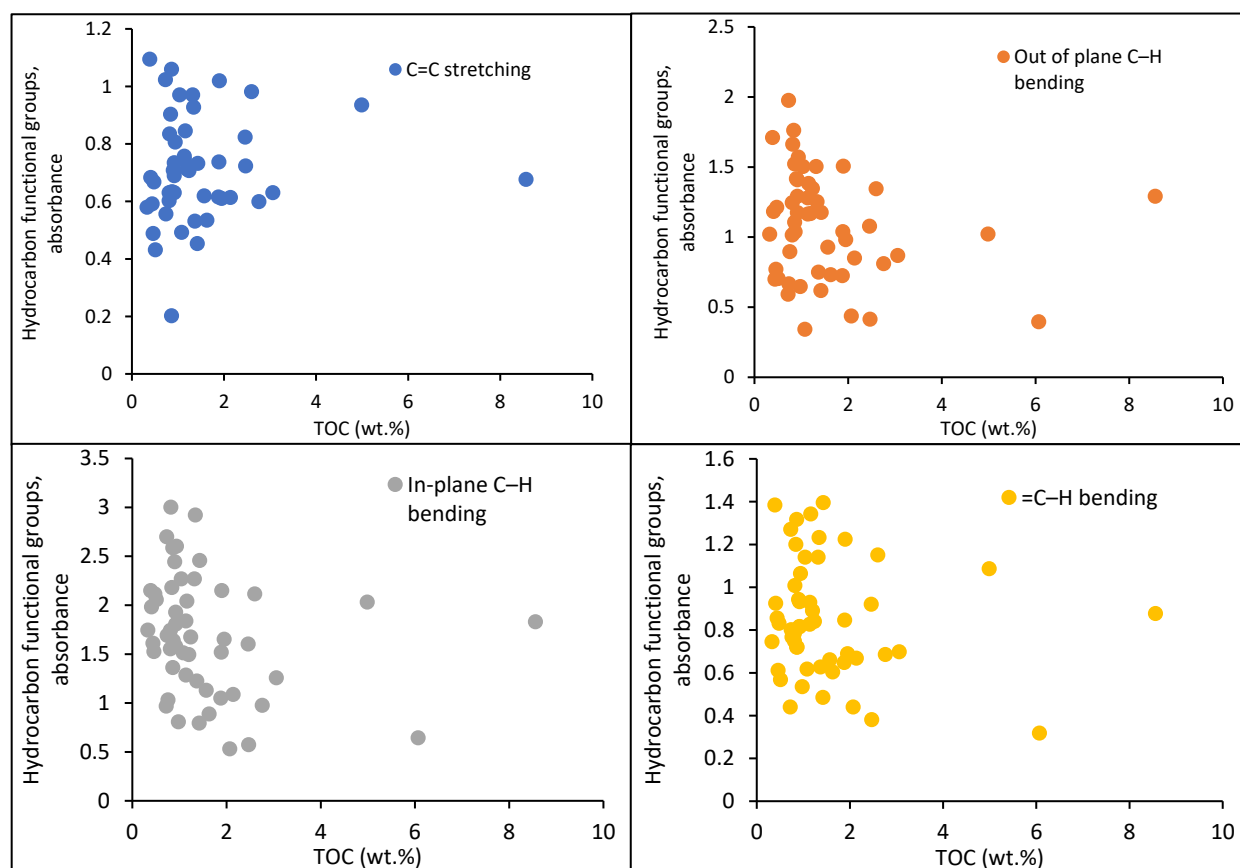 Hydrocarbon functional groups,
absorbance
1.2
1
0.8
0.6
0.4
0.2
0
0 2 4 6 8 10
TOC (wt.%)
C=C stretching
Hydrocarbon functional groups,
absorbance
2.5
2
1.5
1
0.5
0
0 2 4 6 8 10
TOC (wt.%)
Out of plane C–H
bending
Hydrocarbon functional groups,
absorbance
3.5
3
2.5
2
1.5
1
0.5
0
0 2 4 6 8 10
TOC (wt.%)
In-plane C–H
bending
Hydrocarbon functional groups,
absorbance
1.6
1.4
1.2
1
0.8
0.6
0.4
0.2
0
0 2 4 6 8 10
TOC (wt.%)
=C–H bending